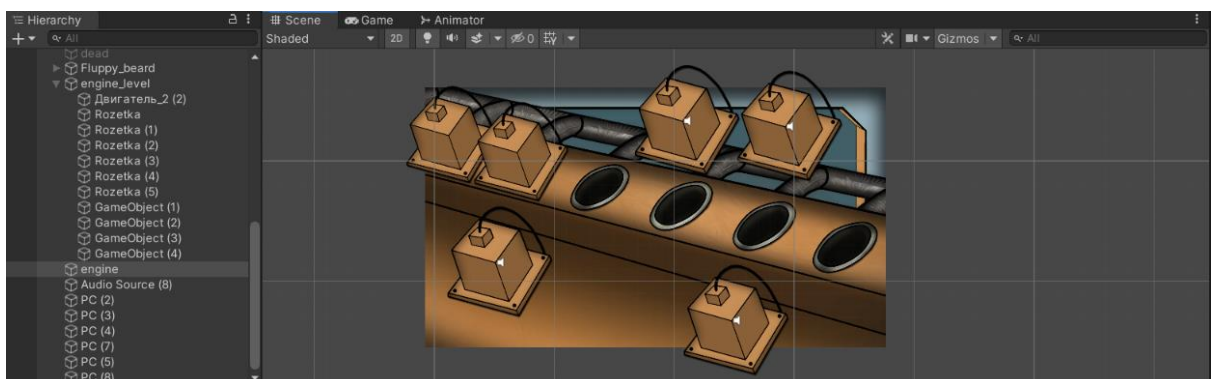 Hierarchy
Scene Game Animator
All
Shaded 2D 0 Gizmos All
dead
Fluppy_beard
engine_level
Двигатель_2 (2)
Rozetka
Rozetka (1)
Rozetka (2)
Rozetka (3)
Rozetka (4)
Rozetka (5)
GameObject (1)
GameObject (2)
GameObject (3)
GameObject (4)
engine
Audio Source (8)
PC (2)
PC (3)
PC (4)
PC (7)
PC (5)
PC (8)